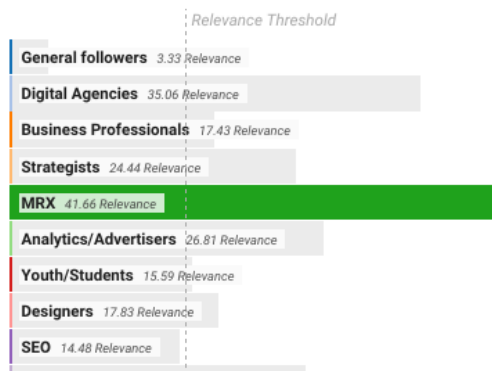 Relevance Threshold
General followers 3.33 Relevance
Digital Agencies 35.06 Relevance
Business Professionals 17.43 Relevance
Strategists 24.44 Relevance
MRX 41.66 Relevance
Analytics/Advertisers 26.81 Relevance
Youth/Students 15.59 Relevance
Designers 17.83 Relevance
SEO 14.48 Relevance